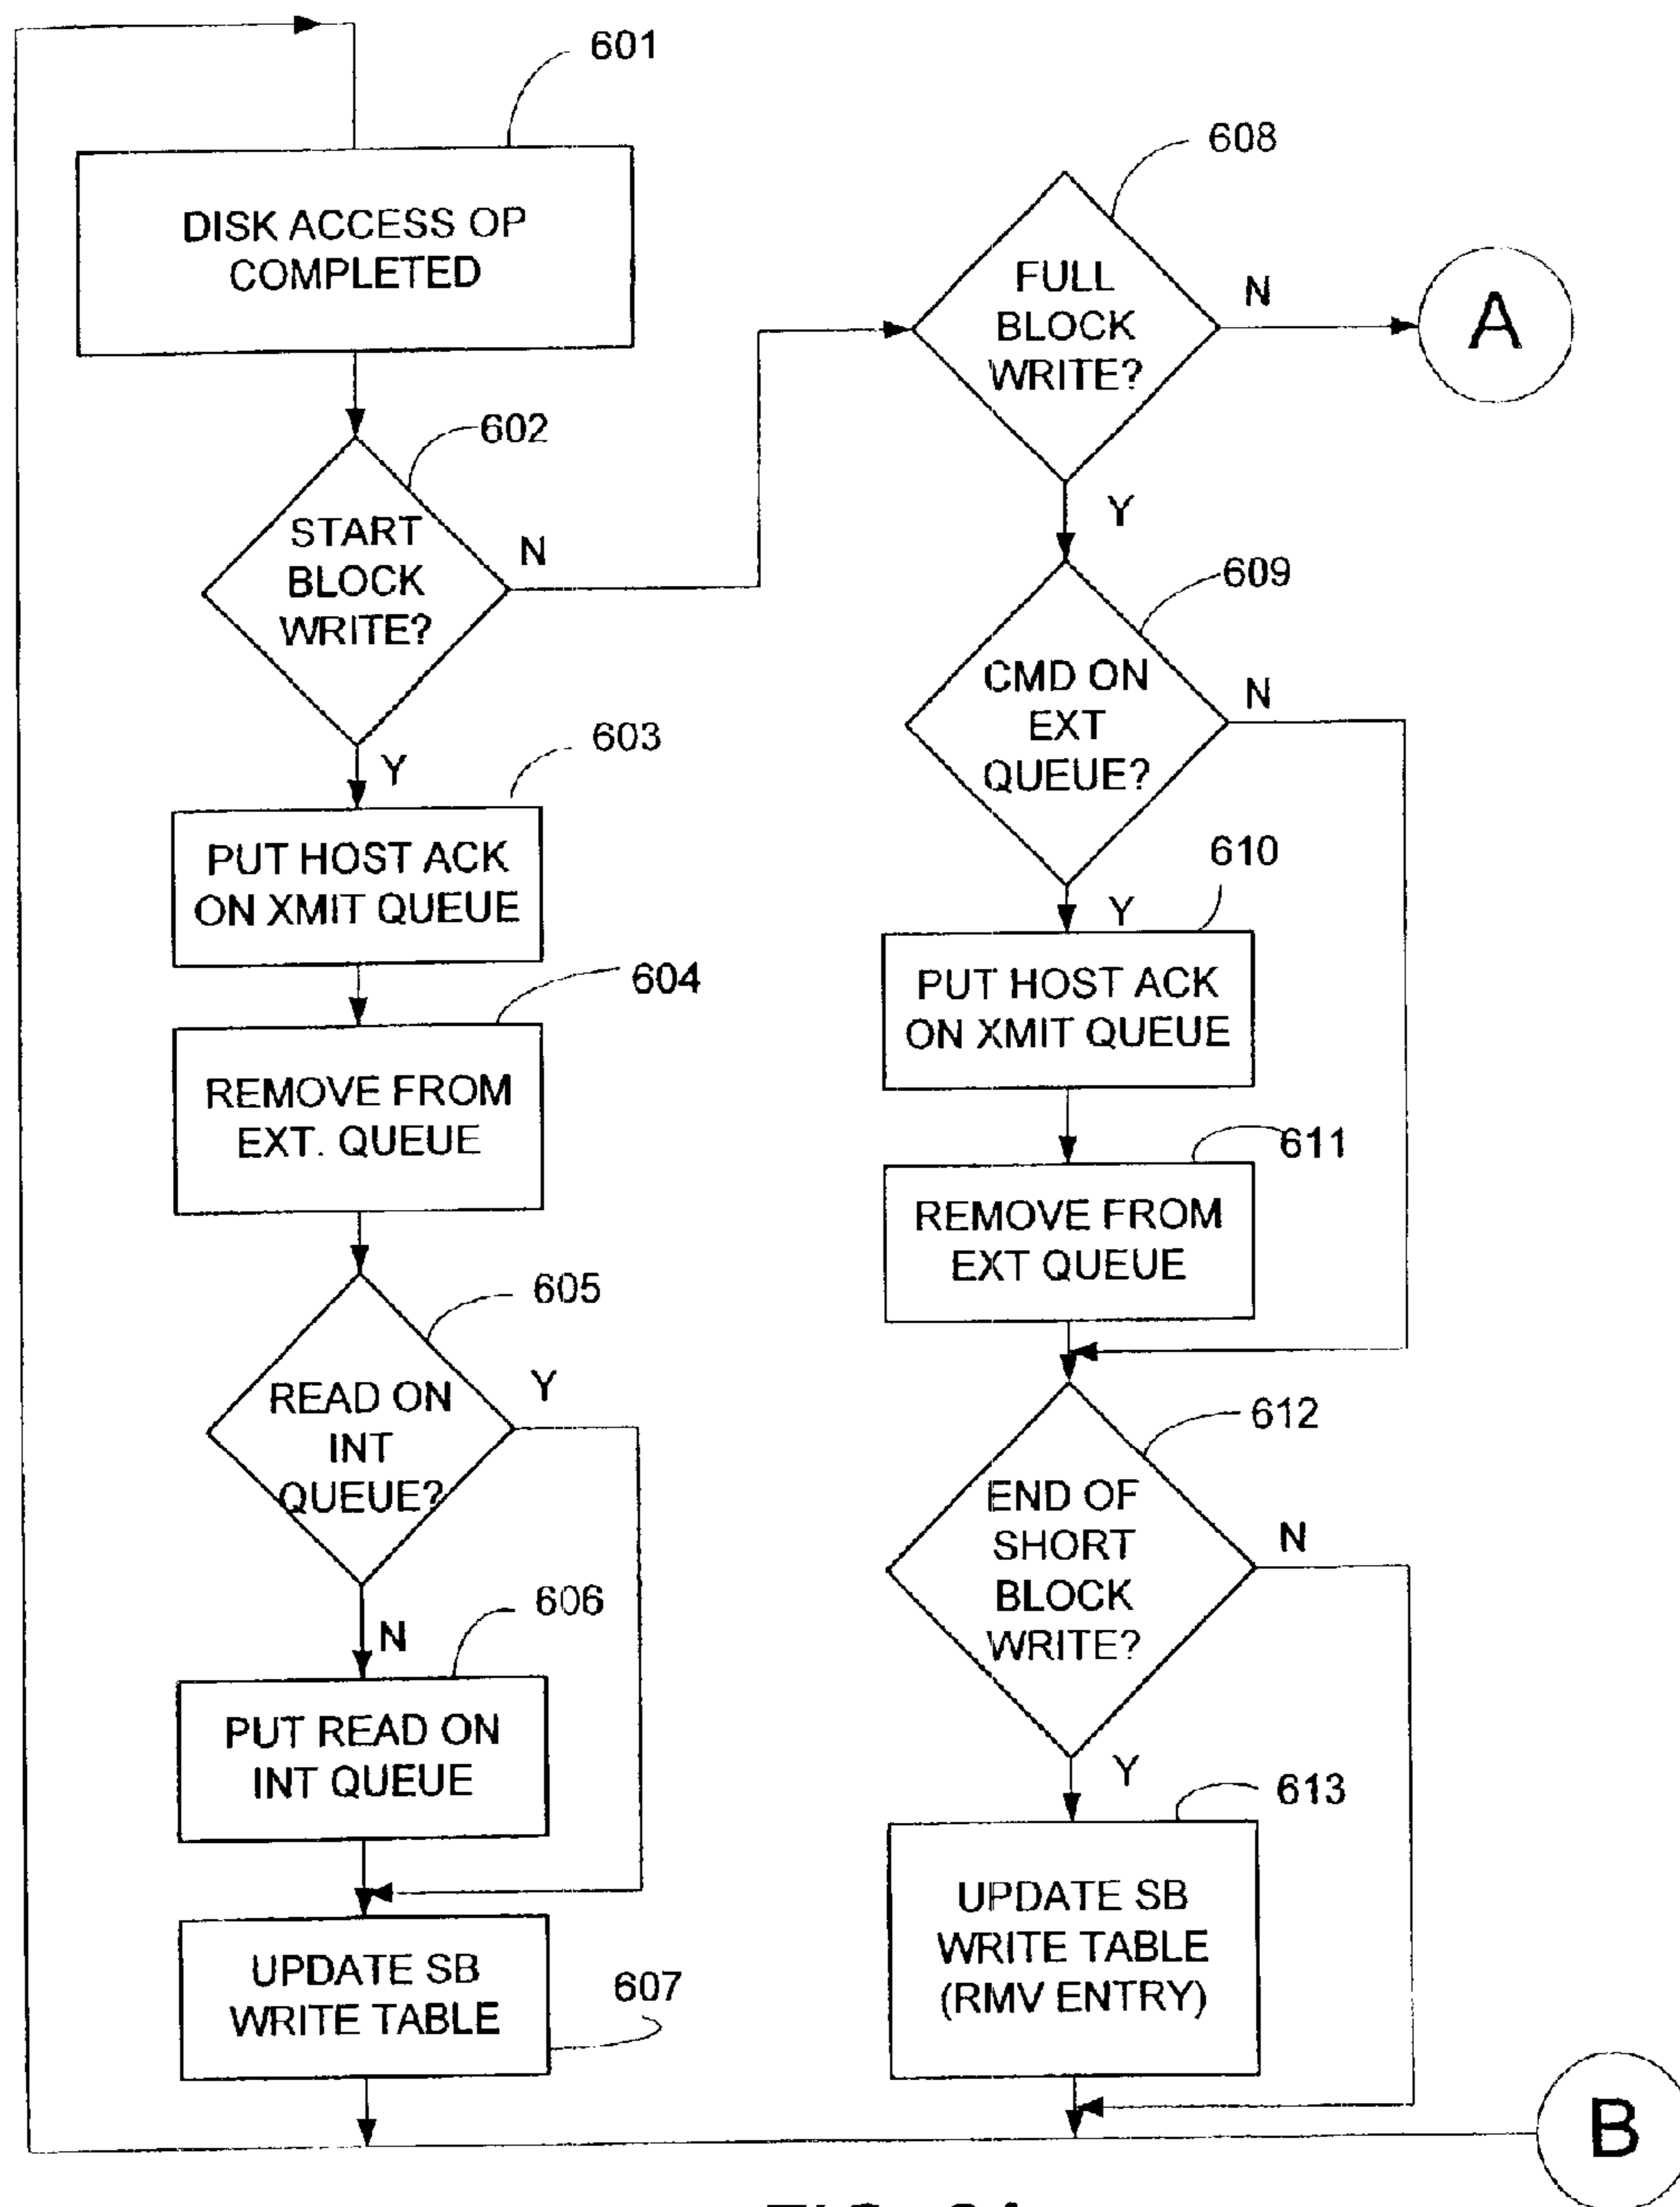 601
DISK ACCESS OP
COMPLETED
602
START
BLOCK
WRITE?
N
Y
603
PUT HOST ACK
ON XMIT QUEUE
604
REMOVE FROM
EXT. QUEUE
605
READ ON
INT
QUEUE?
Y
N
606
PUT READ ON
INT QUEUE
UPDATE SB
WRITE TABLE
607
608
FULL
BLOCK
WRITE?
N
A
Y
609
CMD ON
EXT
QUEUE?
N
Y
610
PUT HOST ACK
ON XMIT QUEUE
611
REMOVE FROM
EXT QUEUE
612
END OF
SHORT
BLOCK
WRITE?
N
Y
613
UPDATE SB
WRITE TABLE
(RMV ENTRY)
B